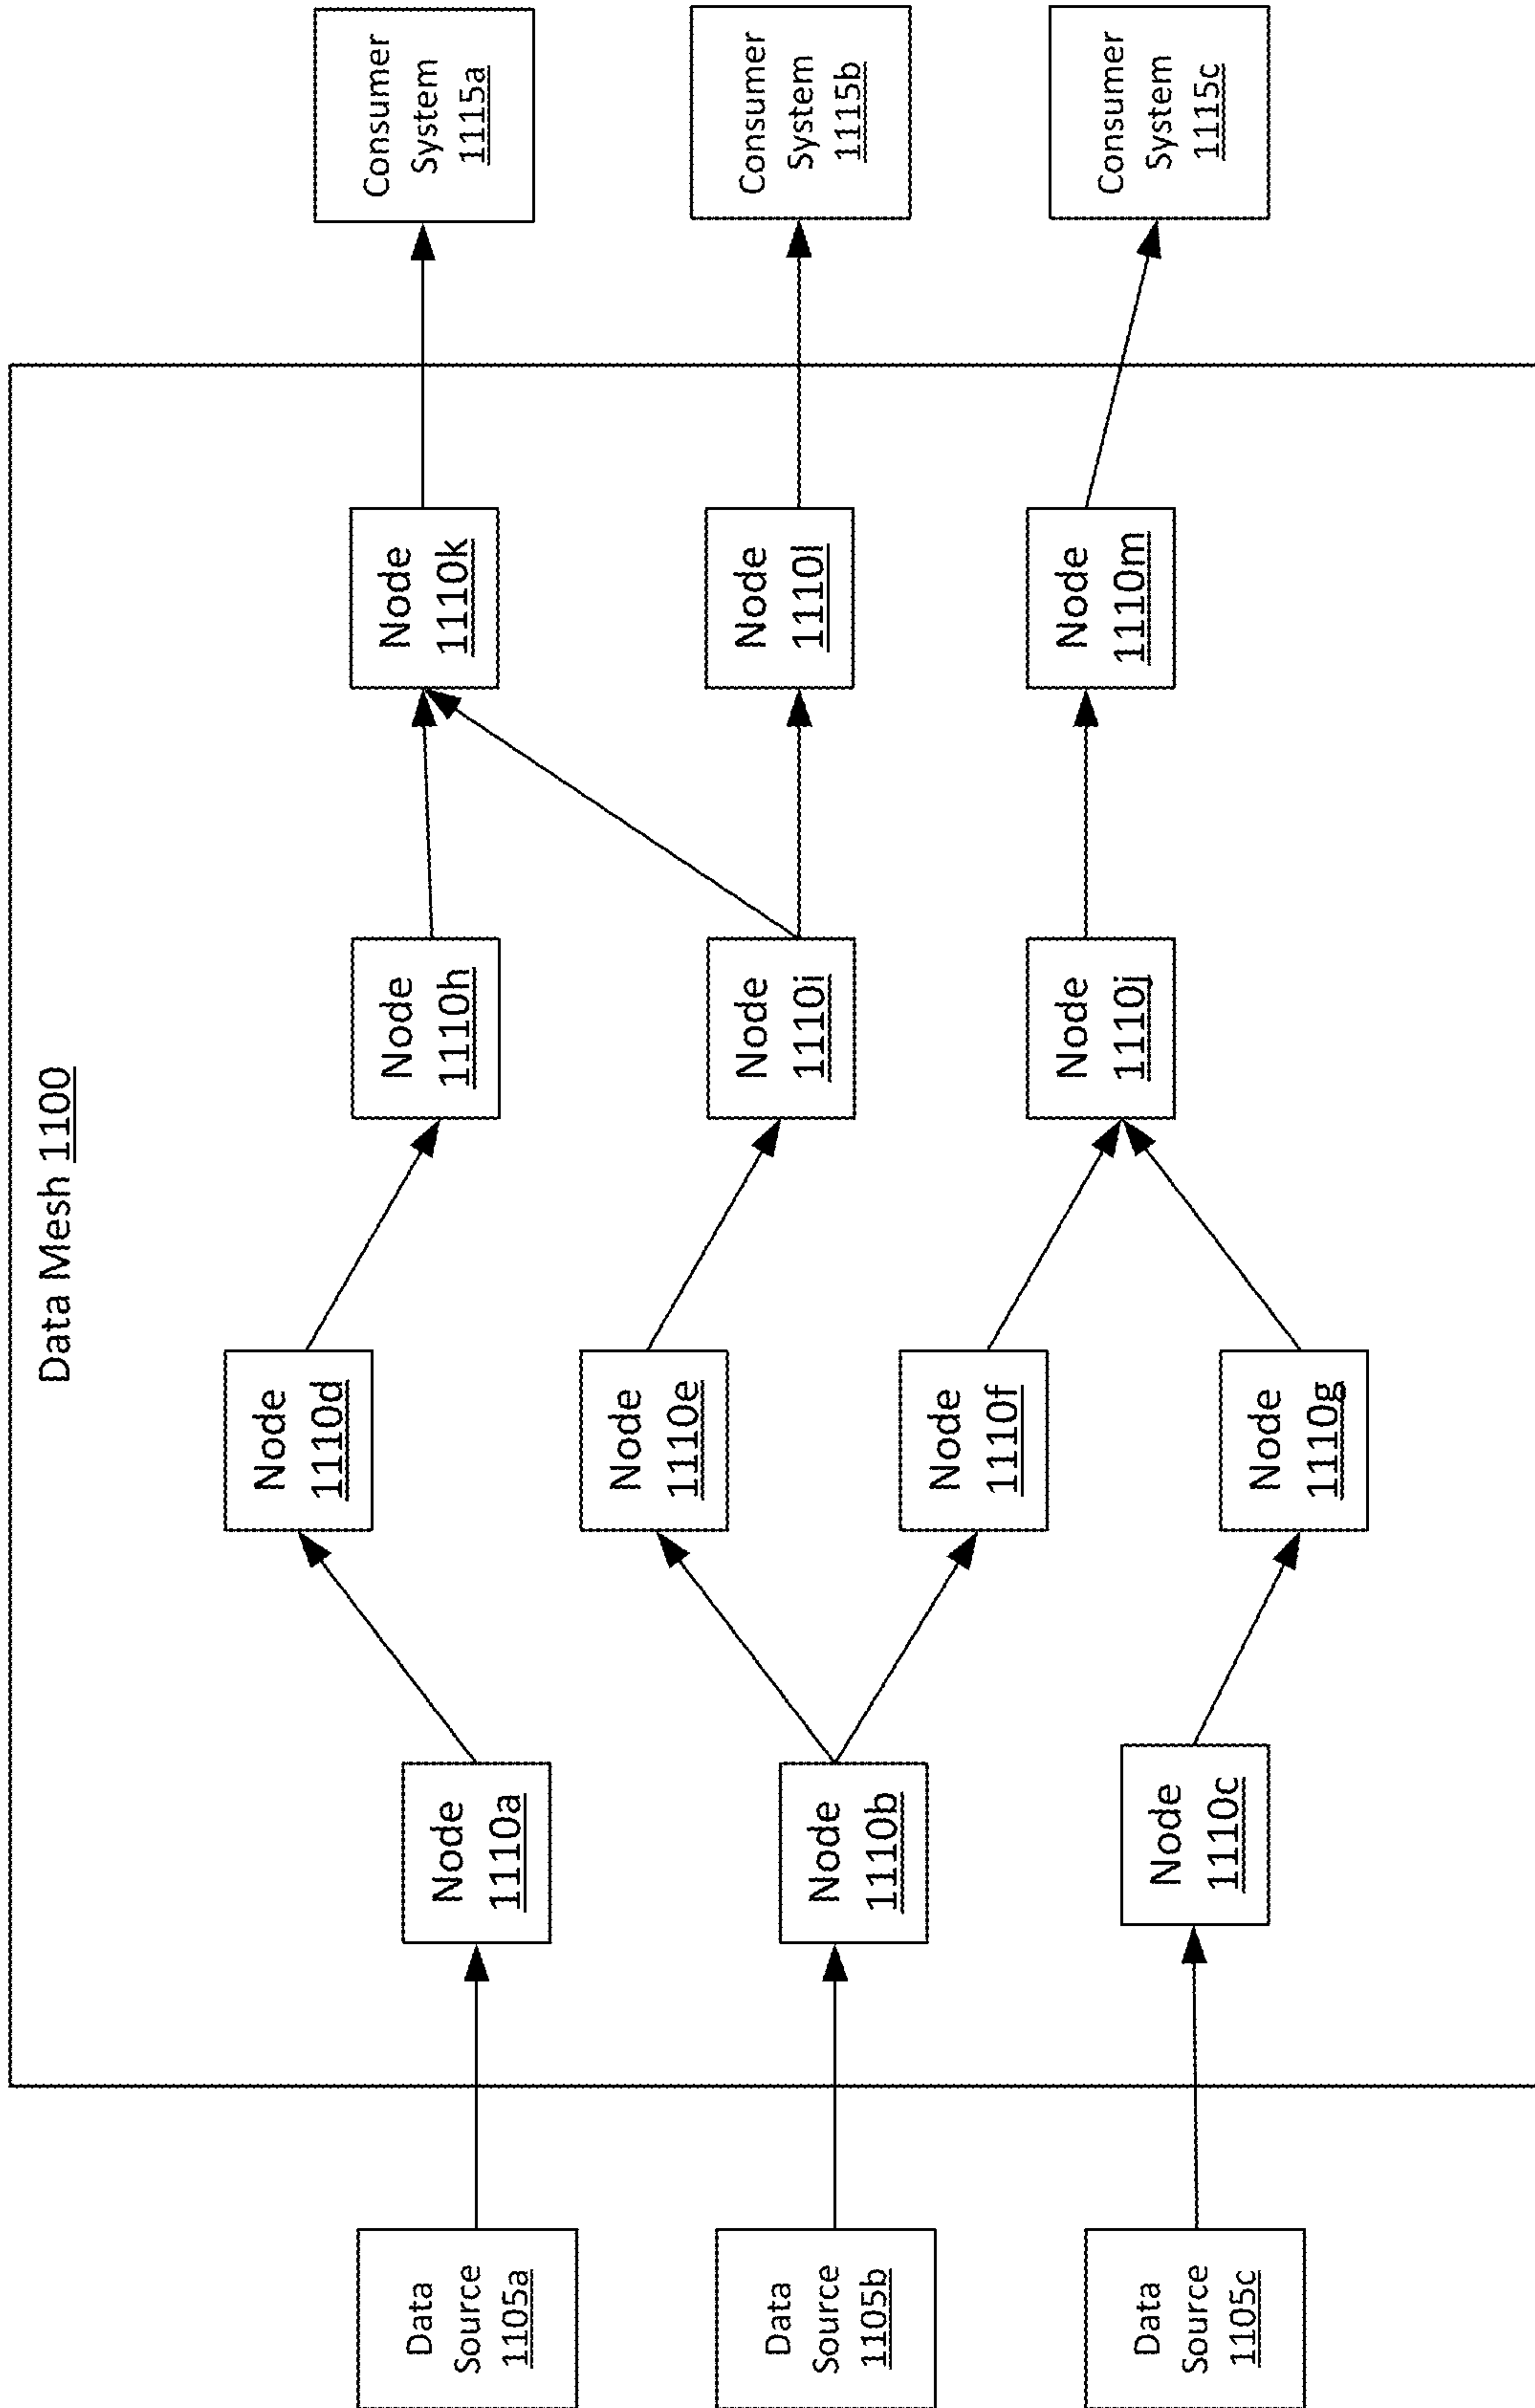 Data Mesh 1100
Data
Source
1105a
Data
Source
1105b
Data
Source
1105c
Node
1110a
Node
1110b
Node
1110c
Node
1110d
Node
1110e
Node
1110f
Node
1110g
Node
1110h
Node
1110i
Node
1110j
Node
1110k
Node
1110l
Node
1110m
Consumer
System
1115a
Consumer
System
1115b
Consumer
System
1115c